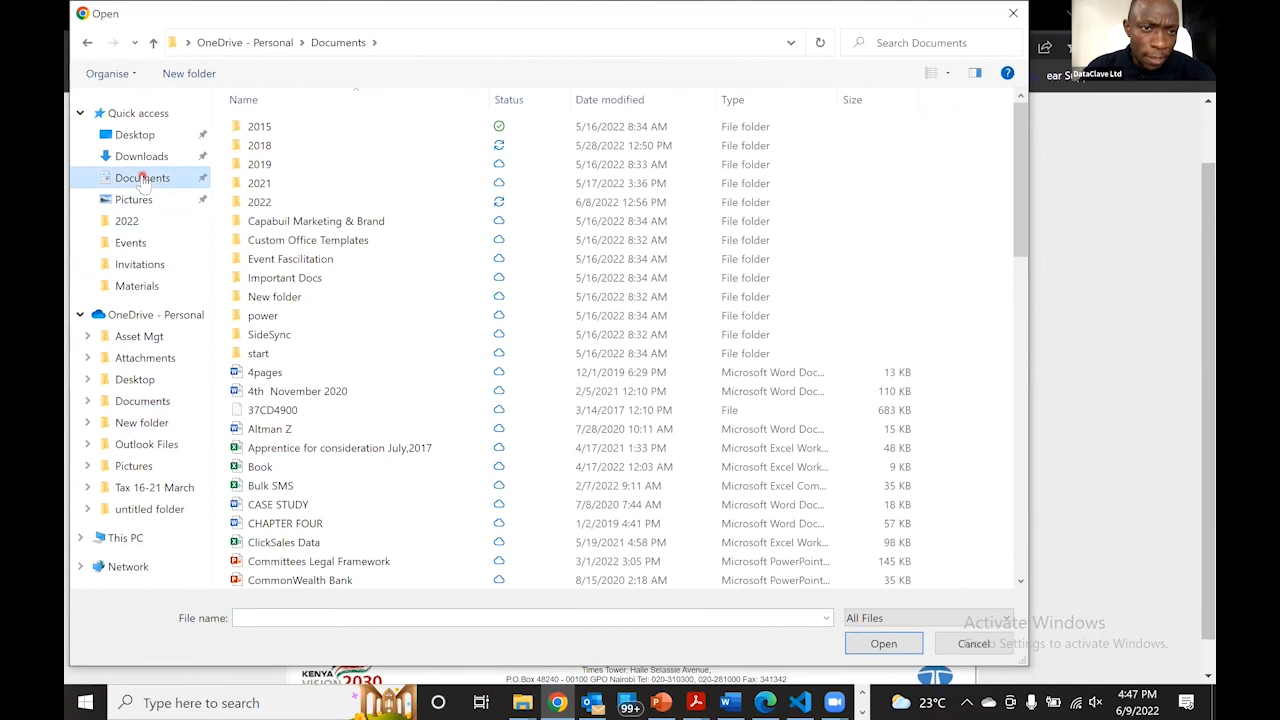 Open
OneDrive - Personal > Documents >
Search Documents
DataClave Ltd
Organise
New folder
Name Status Date modified Type Size
Quick access
Desktop
Downloads
Documents
Pictures
2022
Events
Invitations
Materials
OneDrive - Personal
Asset Mgt
Attachments
Desktop
Documents
New folder
Outlook Files
Pictures
Tax 16-21 March
untitled folder
This PC
Network
2015 5/16/2022 8:34 AM File folder
2018 5/28/2022 12:50 PM File folder
2019 5/16/2022 8:33 AM File folder
2021 5/17/2022 3:36 PM File folder
2022 6/8/2022 12:56 PM File folder
Capabuil Marketing & Brand 5/16/2022 8:34 AM File folder
Custom Office Templates 5/16/2022 8:32 AM File folder
Event Fascilitation 5/16/2022 8:34 AM File folder
Important Docs 5/16/2022 8:34 AM File folder
New folder 5/16/2022 8:32 AM File folder
power 5/16/2022 8:34 AM File folder
SideSync 5/16/2022 8:32 AM File folder
start 5/16/2022 8:34 AM File folder
4pages 12/1/2019 6:29 PM Microsoft Word Doc... 13 KB
4th November 2020 2/5/2021 12:10 PM Microsoft Word Doc... 110 KB
37CD4900 3/14/2017 12:10 PM File 683 KB
Altman Z 7/28/2020 10:11 AM Microsoft Word Doc... 15 KB
Apprentice for consideration July,2017 4/17/2021 1:33 PM Microsoft Excel Work... 48 KB
Book 4/17/2022 12:03 AM Microsoft Excel Work... 9 KB
Bulk SMS 2/7/2022 9:11 AM Microsoft Excel Com... 35 KB
CASE STUDY 7/8/2020 7:44 AM Microsoft Word Doc... 18 KB
CHAPTER FOUR 1/2/2019 4:41 PM Microsoft Word Doc... 57 KB
ClickSales Data 5/19/2021 4:58 PM Microsoft Excel Work... 98 KB
Committees Legal Framework 3/1/2022 3:05 PM Microsoft PowerPoint... 145 KB
CommonWealth Bank 8/15/2020 2:18 AM Microsoft PowerPoint... 35 KB
File name:
All Files
Open
Cancel
Activate Windows
Go to Settings to activate Windows.
KENYA
VISION 2030
Times Tower, Haile Selassie Avenue,
P.O.BOX 48240 - 00100 GPO Nairobi Tel: 020-310300, 020-281000 Fax: 341342
Type here to search
99+
23°C
4:47 PM
6/9/2022